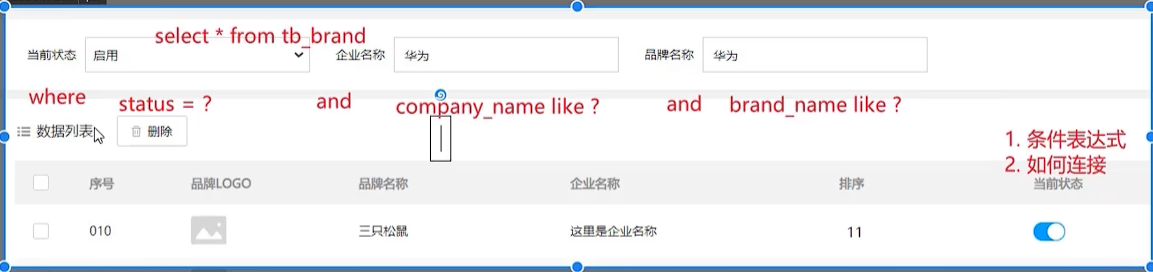 select * from tb_brand
当前状态 启用 企业名称 华为 品牌名称 华为
where status = ? and company_name like ? and brand_name like ?
数据列表 删除
1. 条件表达式
2. 如何连接
序号 品牌LOGO 品牌名称 企业名称 排序 当前状态
010 三只松鼠 这里是企业名称 11